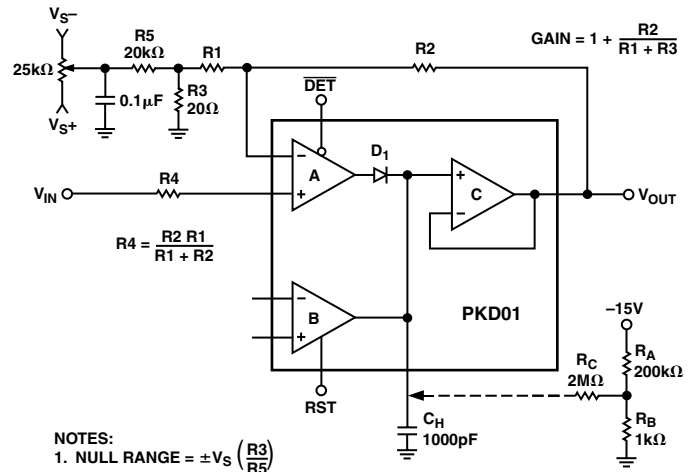 VS–
R5
20kΩ
R1
R2
GAIN = 1 + R2 / R1 + R3
25kΩ
0.1µF
R3
20Ω
VS+
DET
D1
–
+
A
+
–
C
VIN
R4
VOUT
R4 = R2 R1 / R1 + R2
–
+
B
PKD01
–15V
RA
200kΩ
RC
2MΩ
RB
1kΩ
RST
CH
1000pF
NOTES:
1. NULL RANGE = ±VS (R3 / R5)